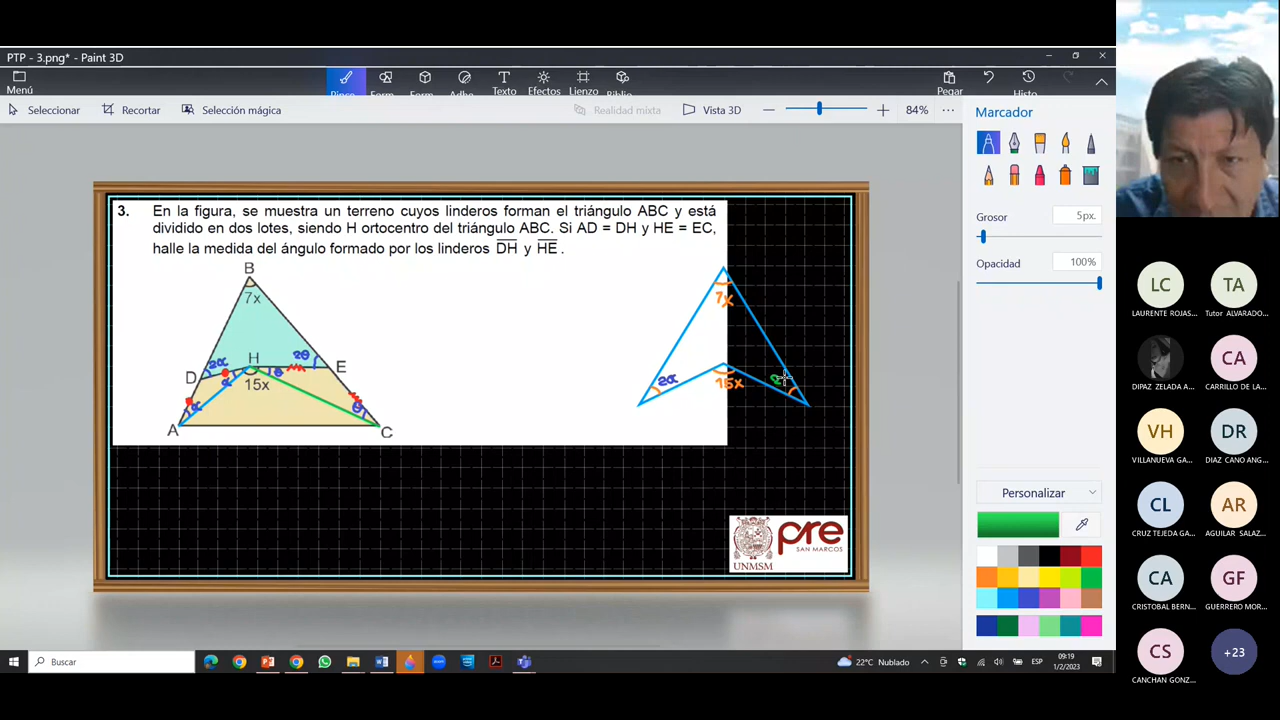 PTP - 3.png* - Paint 3D
Menú
Pince
Form
Form
Adhe
Texto
Efectos
Lienzo
Biblio
Pegar
Histo
Seleccionar
Recortar
Selección mágica
Realidad mixta
Vista 3D
84%
Marcador
Grosor
5px.
Opacidad
100%
Personalizar
3. En la figura, se muestra un terreno cuyos linderos forman el triángulo ABC y está
dividido en dos lotes, siendo H ortocentro del triángulo ABC. Si AD = DH y HE = EC,
halle la medida del ángulo formado por los linderos DH y HE .
B
7x
2α
H
2θ
E
D
α
θ
15x
α
θ
A
C
7x
2α
15x
UNMSM
pre
SAN MARCOS
LC
LAURENTE ROJAS...
TA
Tutor ALVARADO...
DIPAZ ZELADA A...
CA
CARRILLO DE LA...
VH
VILLANUEVA GA...
DR
DIAZ CANO ANG...
CL
CRUZ TEJEDA GA...
AR
AGUILAR SALAZ...
CA
CRISTOBAL BERN...
GF
GUERRERO MOR...
CS
CANCHAN GONZ...
+23
Buscar
22°C Nublado
ESP
09:19
1/2/2023